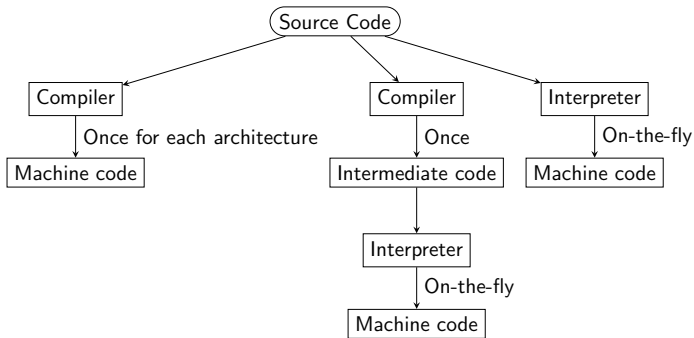 Source Code
Compiler
Compiler
Interpreter
Once for each architecture
Once
On-the-fly
Machine code
Intermediate code
Machine code
Interpreter
On-the-fly
Machine code